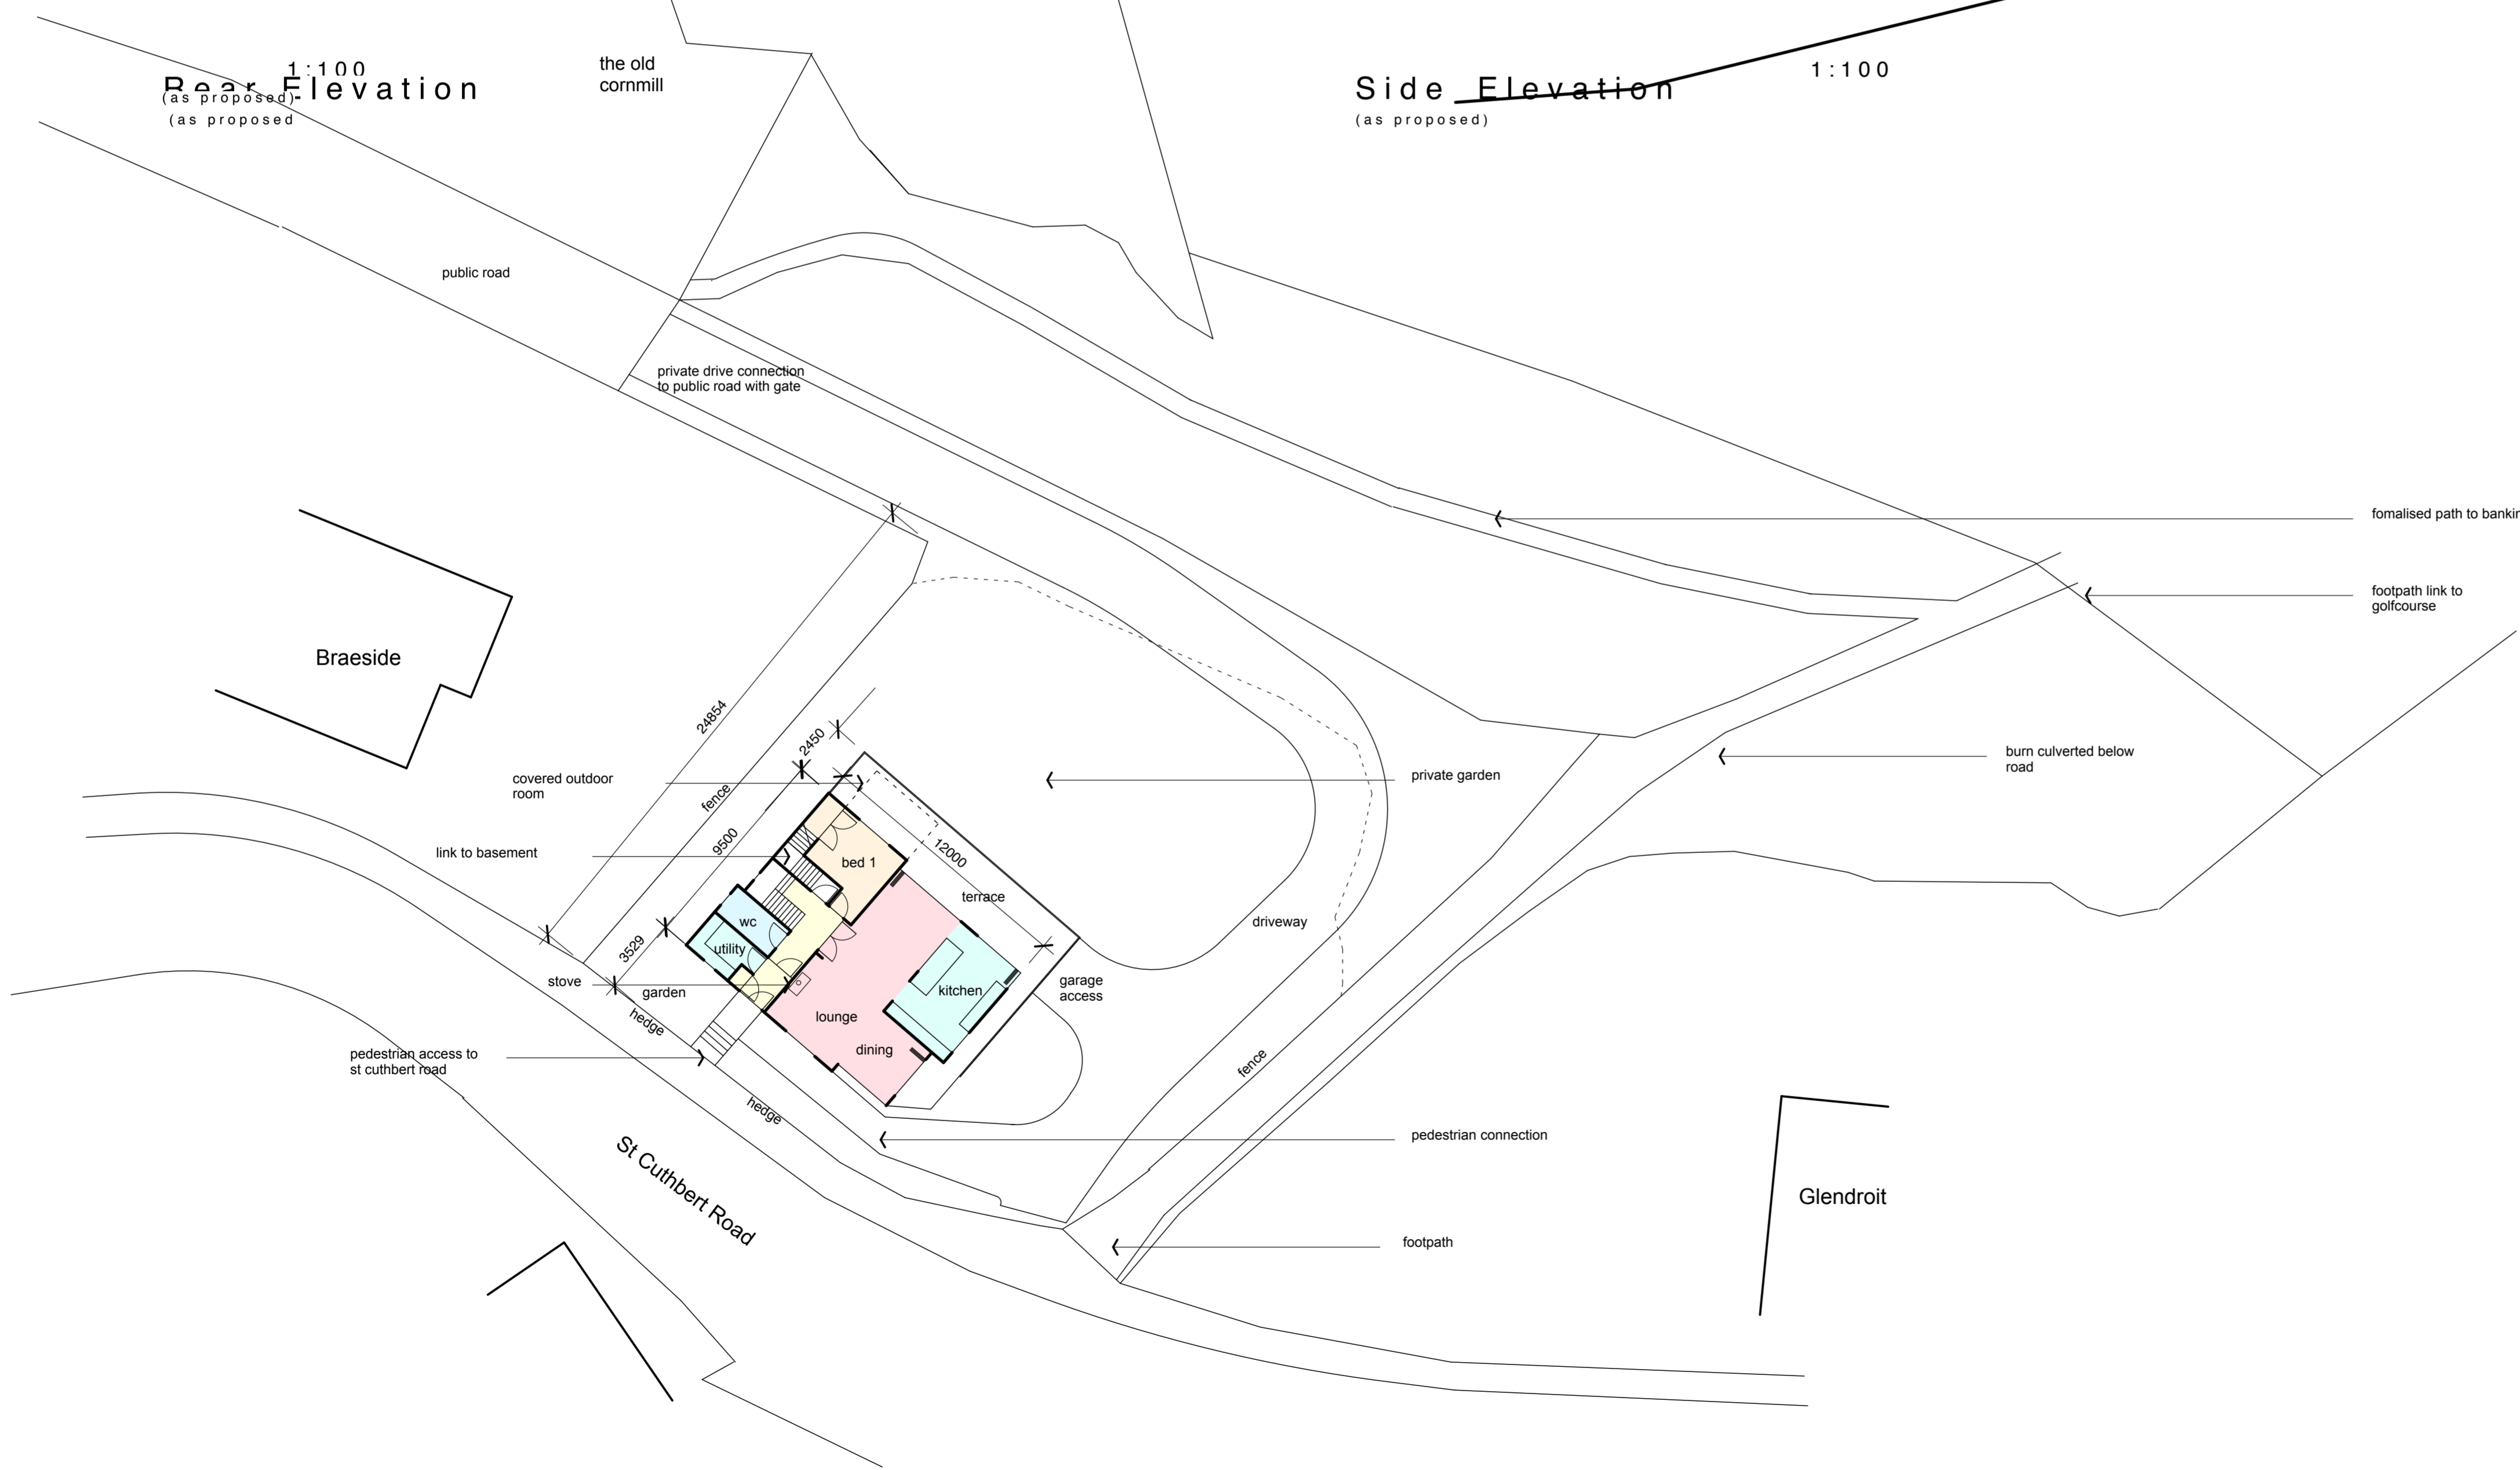 1:100
Rear Elevation
(as proposed)
(as proposed
the old
cornmill
1:100
Side Elevation
(as proposed)
public road
private drive connection
to public road with gate
fomalised path to bankin
footpath link to
golfcourse
Braeside
24854
2450
burn culverted below
road
covered outdoor
room
private garden
fence
9500
link to basement
bed 1
12000
terrace
wc
driveway
utility
3529
stove
garden
kitchen
garage
access
lounge
hedge
dining
pedestrian access to
st cuthbert road
fence
hedge
pedestrian connection
St Cuthbert Road
Glendroit
footpath